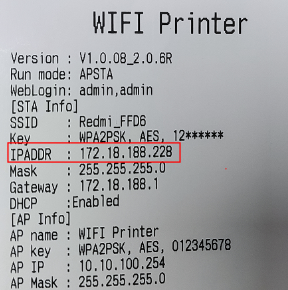 WIFI Printer
Version : V1.0.08_2.0.6R
Run mode: APSTA
WebLogin: admin,admin
[STA Info]
SSID : Redmi_FFD6
Key : WPA2PSK, AES, 12******
IPADDR : 172.18.188.228
Mask : 255.255.255.0
Gateway : 172.18.188.1
DHCP :Enabled
[AP Info]
AP name : WIFI Printer
AP key : WPA2PSK, AES, 012345678
AP IP : 10.10.100.254
AP Mask : 255.255.255.0